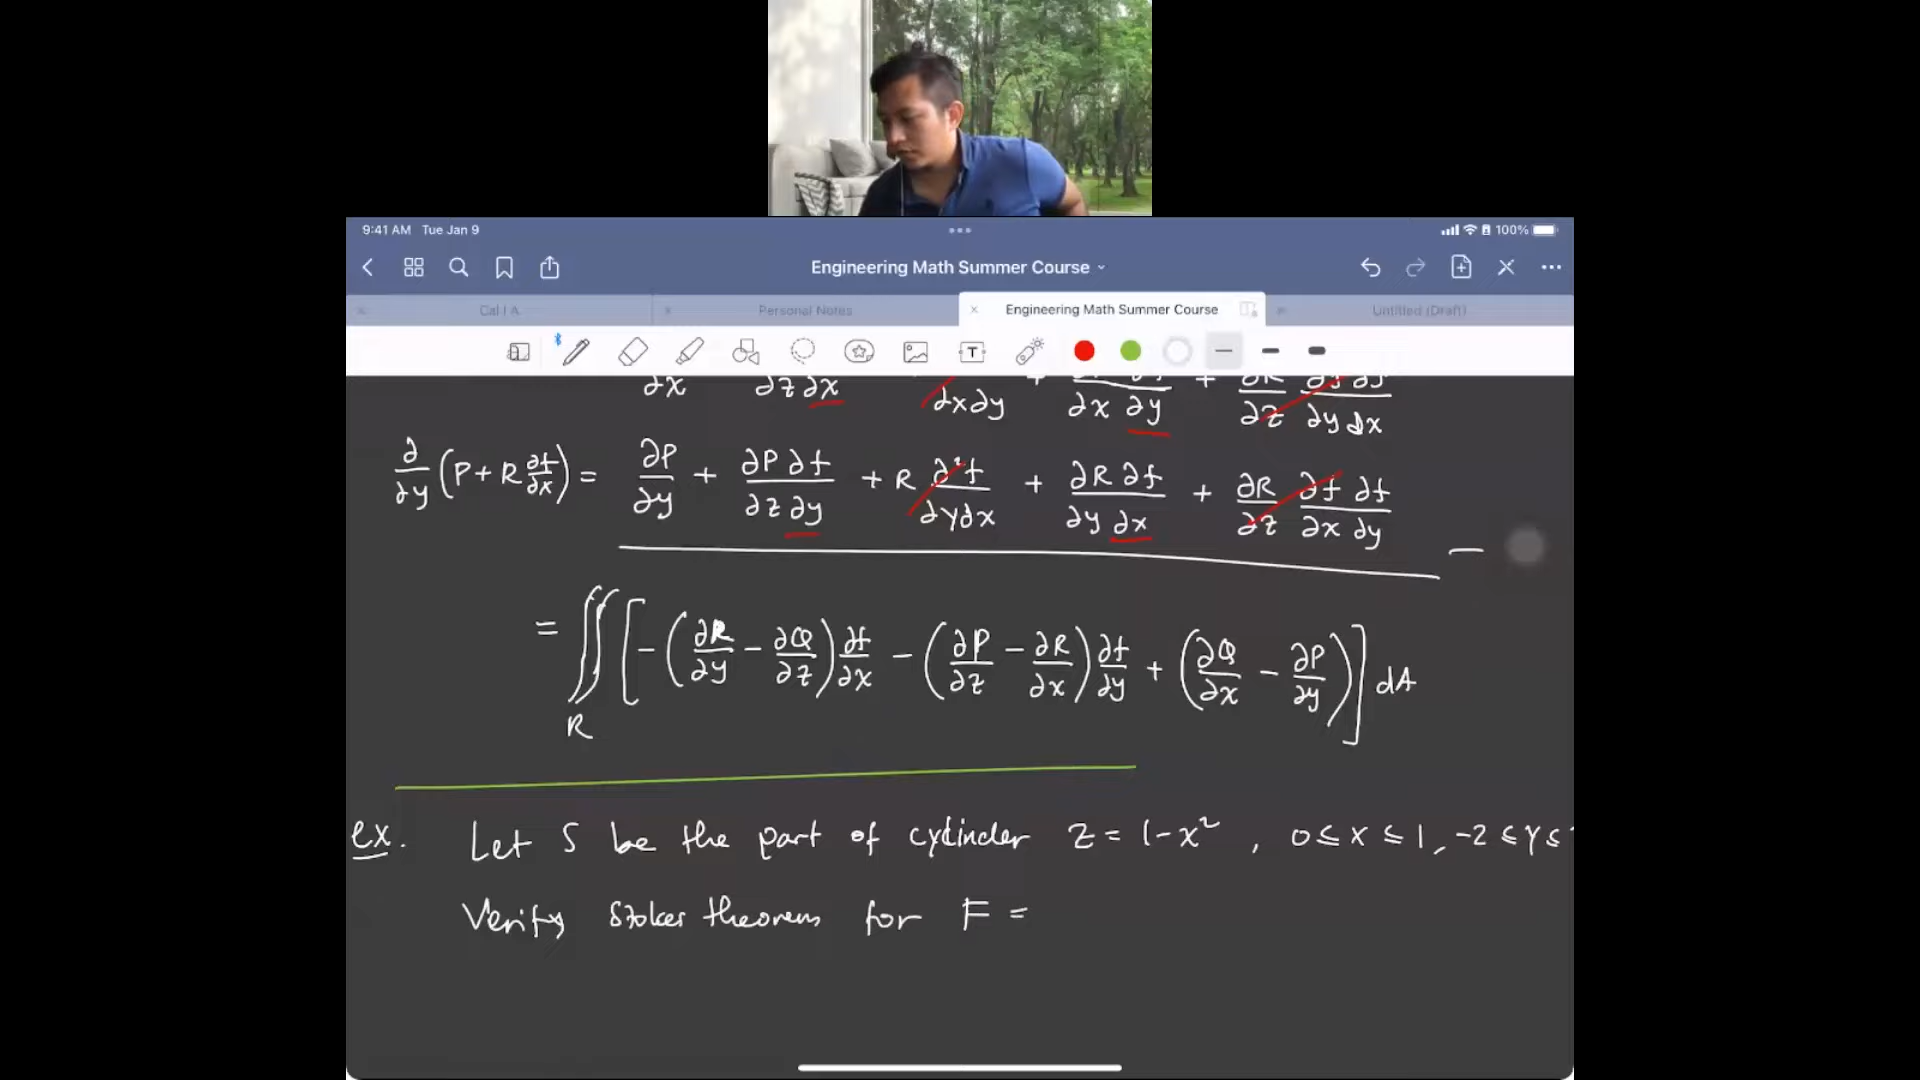 9:41 AM Tue Jan 9
100%
Engineering Math Summer Course
Cal I A
Personal Notes
Engineering Math Summer Course
Untitled (Draft)
T
∂x ∂z ∂x ∂x∂y + ∂x ∂y + ∂R/∂z ∂f ∂f/∂y ∂x
∂/∂y (P + R ∂f/∂x) = ∂P/∂y + ∂P ∂f/∂z ∂y + R ∂²f/∂y∂x + ∂R ∂f/∂y ∂x + ∂R/∂z ∂f/∂x ∂f/∂y
—
= ∬_R [-(∂R/∂y - ∂Q/∂z) ∂f/∂x - (∂P/∂z - ∂R/∂x) ∂f/∂y + (∂Q/∂x - ∂P/∂y)] dA
ex. Let S be the part of cylinder z = 1-x², 0 ≤ x ≤ 1, -2 ≤ y ≤
Verify Stokes theorem for F =